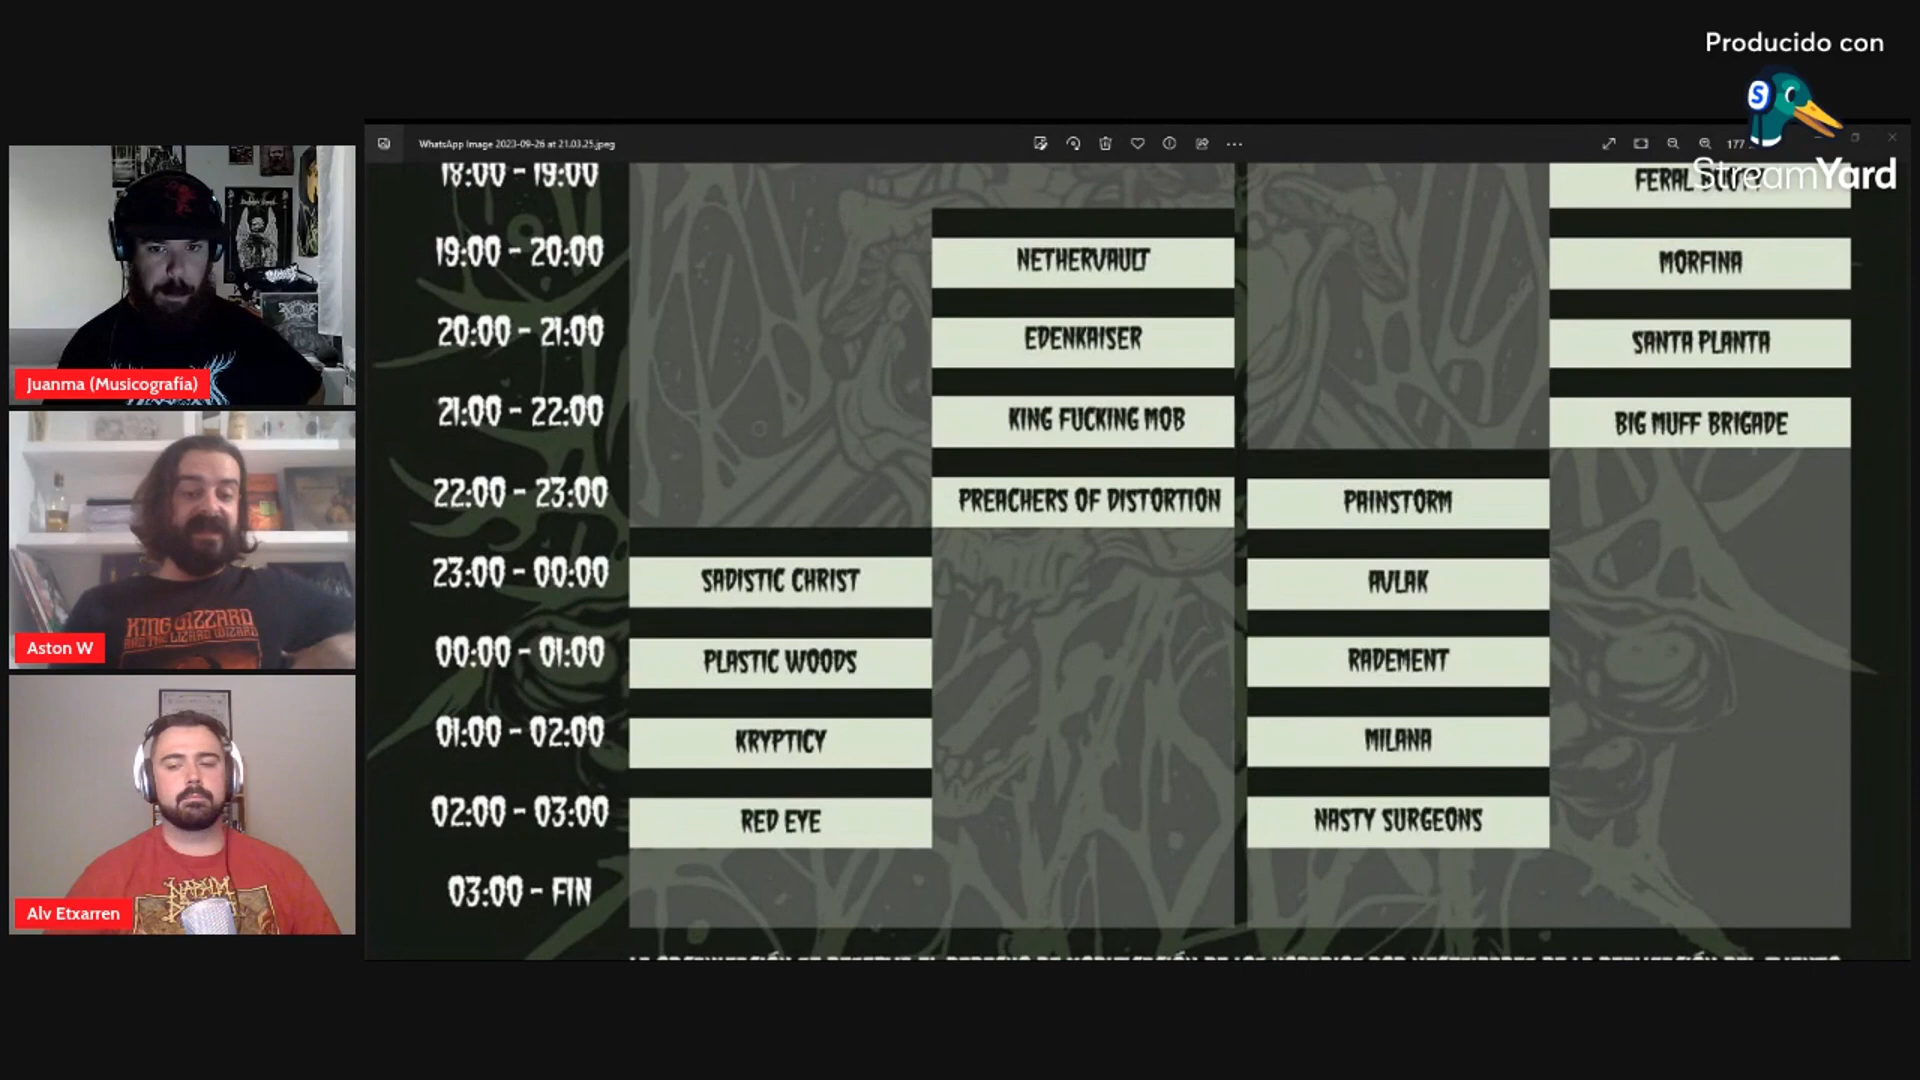 Producido con
StreamYard
WhatsApp Image 2023-09-26 at 21.03.25.jpeg
177
18:00 - 19:00
FERAL
19:00 - 20:00
NETHERVAULT
MORFINA
20:00 - 21:00
EDENKAISER
SANTA PLANTA
21:00 - 22:00
KING FUCKING MOB
BIG MUFF BRIGADE
22:00 - 23:00
PREACHERS OF DISTORTION
PAINSTORM
23:00 - 00:00
SADISTIC CHRIST
AVLAK
00:00 - 01:00
PLASTIC WOODS
RADEMENT
01:00 - 02:00
KRYPTICY
MILANA
02:00 - 03:00
RED EYE
NASTY SURGEONS
03:00 - FIN
Juanma (Musicografía)
KING GIZZARD
AND THE LIZARD WIZARD
Aston W
NAPALM
Alv Etxarren